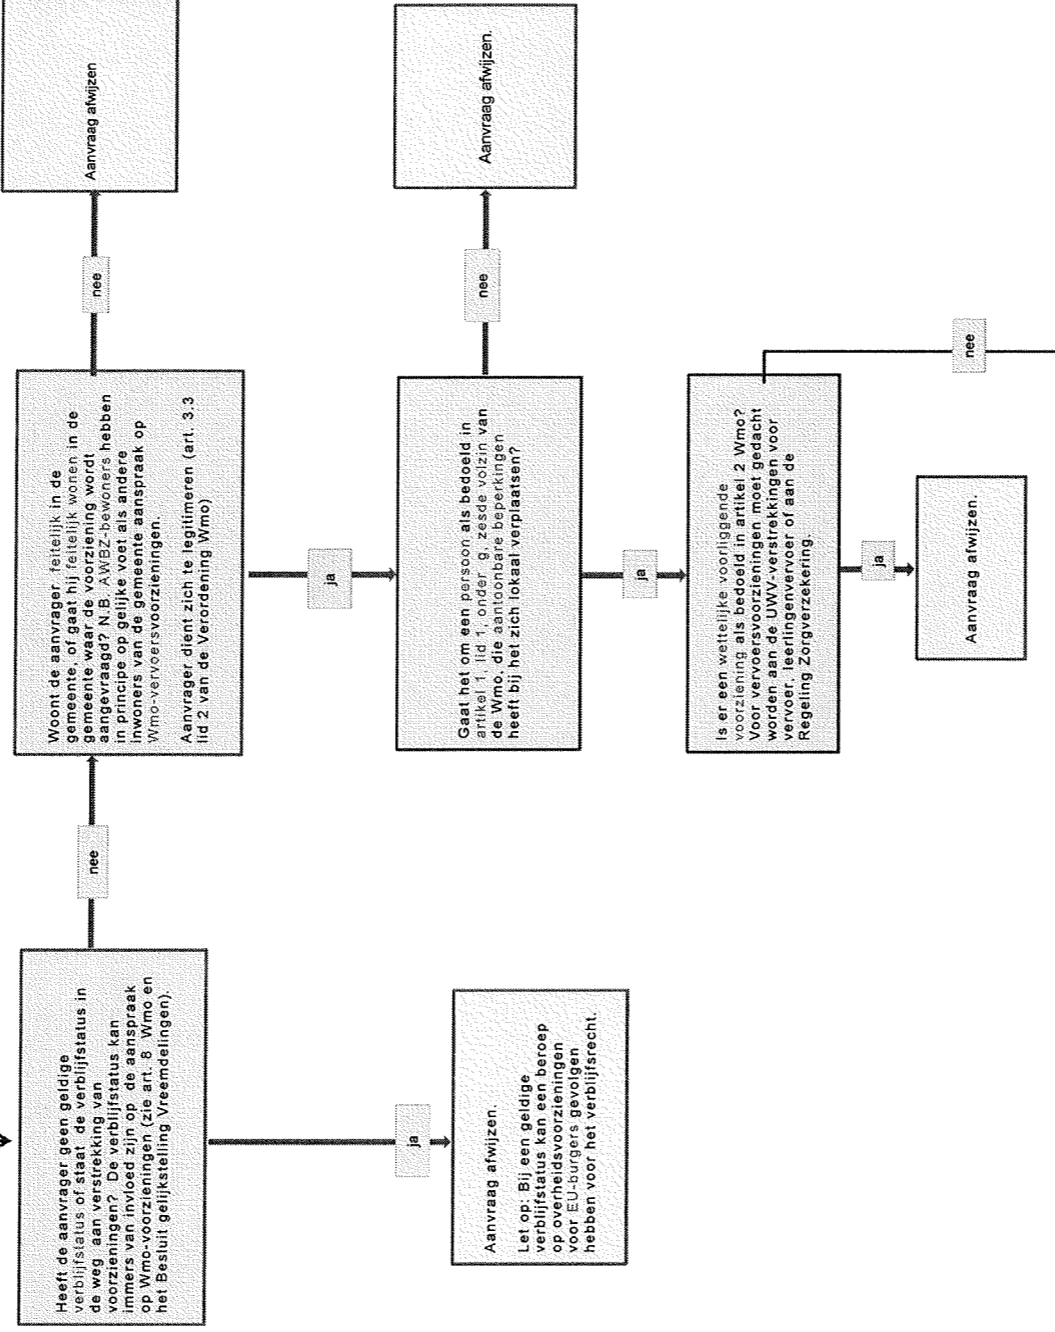 Heeft de aanvrager geen geldige
verblijfstatus of staat de verblijfstatus in
de weg aan verstrekking van
voorzieningen? De verblijfstatus kan
immers van invloed zijn op de aanspraak
op Wmo-voorzieningen (zie art. 8 Wmo en
het Besluit gelijkstelling Vreemdelingen).
nee
ja
Aanvraag afwijzen.
Let op: Bij een geldige
verblijfstatus kan een beroep
op overheidsvoorzieningen
voor EU-burgers gevolgen
hebben voor het verblijfsrecht.
Woont de aanvrager feitelijk in de
gemeente, of gaat hij feitelijk wonen in de
gemeente waar de voorziening wordt
aangevraagd? N.B. AWBZ-bewoners hebben
in principe op gelijke voet als andere
inwoners van de gemeente aanspraak op
Wmo-vervoersvoorzieningen.
Aanvrager dient zich te legitimeren (art. 3.3
lid 2 van de Verordening Wmo)
nee
Aanvraag afwijzen
ja
Gaat het om een persoon als bedoeld in
artikel 1, lid 1, onder g, zesde volzin van
de Wmo, die aantoonbare beperkingen
heeft bij het zich lokaal verplaatsen?
nee
Aanvraag afwijzen.
ja
Is er een wettelijke voorliggende
voorziening als bedoeld in artikel 2 Wmo?
Voor vervoersvoorzieningen moet gedacht
worden aan de UWV-verstrekkingen voor
vervoer, leerlingenvervoer of aan de
Regeling Zorgverzekering.
nee
ja
Aanvraag afwijzen.